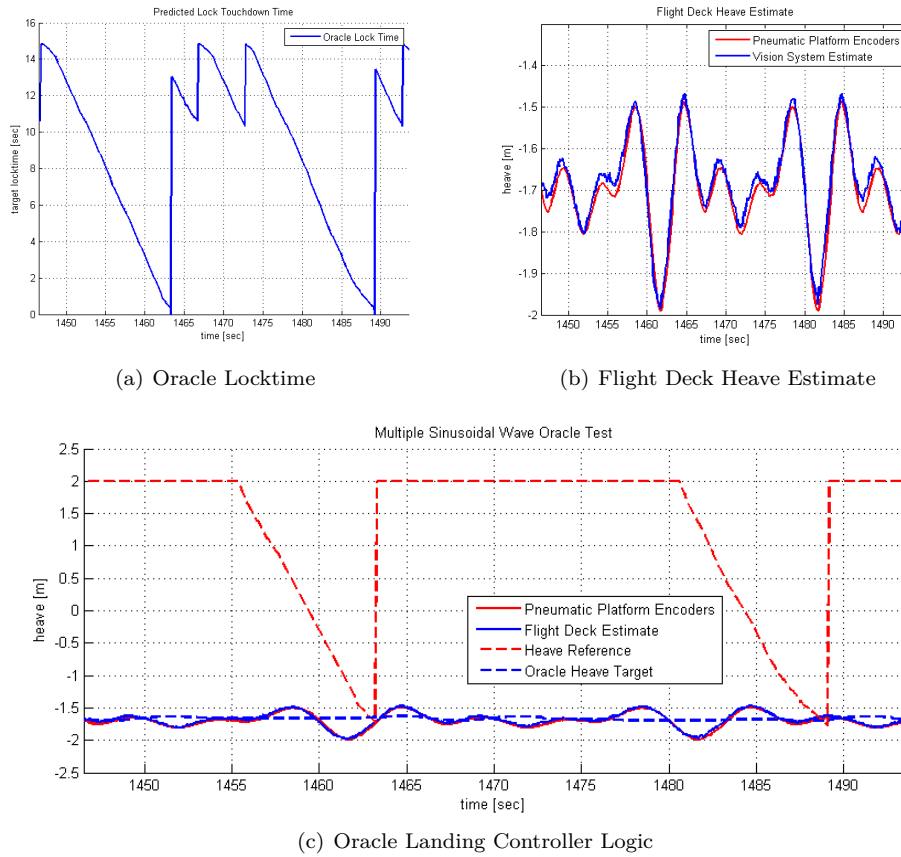 Predicted Lock Touchdown Time
Oracle Lock Time
target locktime [sec]
16
14
12
10
8
6
4
2
0
1450 1455 1460 1465 1470 1475 1480 1485 1490
time [sec]
(a) Oracle Locktime
Flight Deck Heave Estimate
Pneumatic Platform Encoders
Vision System Estimate
heave [m]
-1.4
-1.5
-1.6
-1.7
-1.8
-1.9
-2
1450 1455 1460 1465 1470 1475 1480 1485 1490
time [sec]
(b) Flight Deck Heave Estimate
Multiple Sinusoidal Wave Oracle Test
heave [m]
2.5
2
1.5
1
0.5
0
-0.5
-1
-1.5
-2
-2.5
Pneumatic Platform Encoders
Flight Deck Estimate
Heave Reference
Oracle Heave Target
1450 1455 1460 1465 1470 1475 1480 1485 1490
time [sec]
(c) Oracle Landing Controller Logic